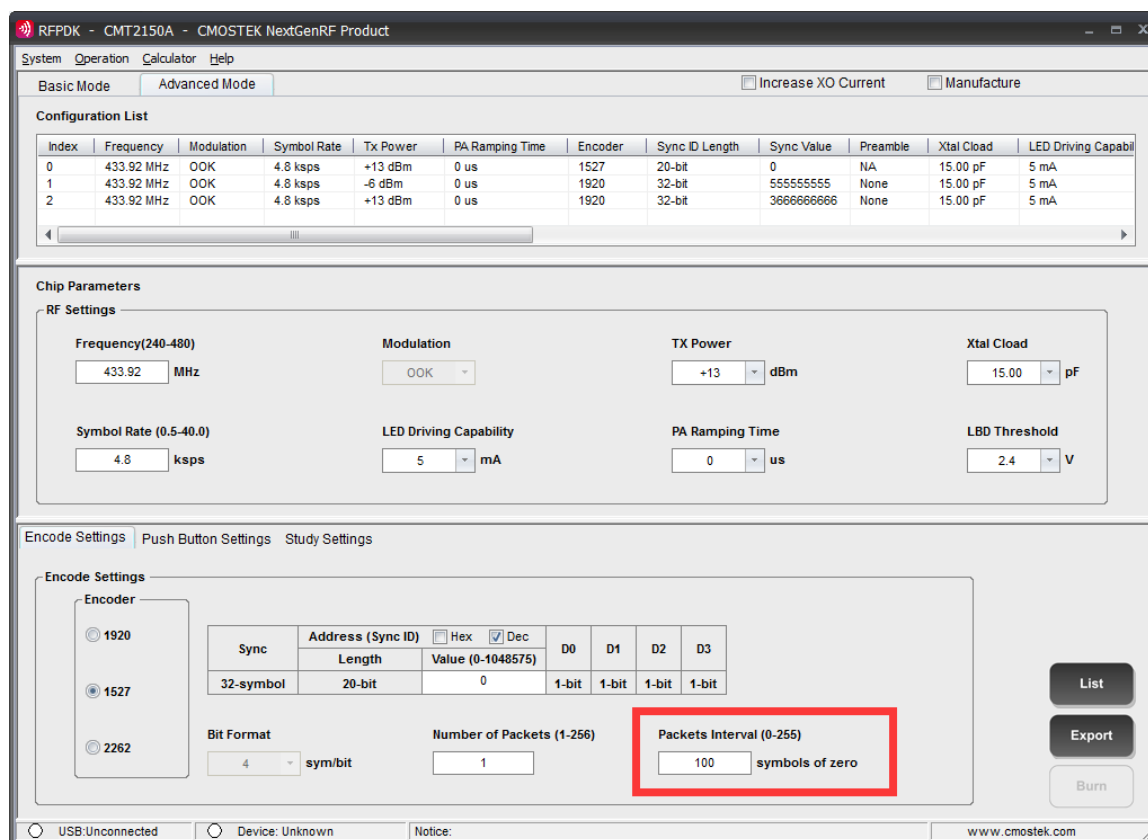 RFPDK - CMT2150A - CMOSTEK NextGenRF Product
System Operation Calculator Help
Basic Mode Advanced Mode Increase XO Current Manufacture
Configuration List
Index Frequency Modulation Symbol Rate Tx Power PA Ramping Time Encoder Sync ID Length Sync Value Preamble Xtal Cload LED Driving Capabil
0 433.92 MHz OOK 4.8 ksps +13 dBm 0 us 1527 20-bit 0 NA 15.00 pF 5 mA
1 433.92 MHz OOK 4.8 ksps -6 dBm 0 us 1920 32-bit 555555555 None 15.00 pF 5 mA
2 433.92 MHz OOK 4.8 ksps +13 dBm 0 us 1920 32-bit 3666666666 None 15.00 pF 5 mA
Chip Parameters
RF Settings
Frequency(240-480) Modulation TX Power Xtal Cload
433.92 MHz OOK +13 dBm 15.00 pF
Symbol Rate (0.5-40.0) LED Driving Capability PA Ramping Time LBD Threshold
4.8 ksps 5 mA 0 us 2.4 V
Encode Settings Push Button Settings Study Settings
Encode Settings
Encoder
1920
1527
2262
Sync Address (Sync ID) Hex Dec D0 D1 D2 D3
Length Value (0-1048575)
32-symbol 20-bit 0 1-bit 1-bit 1-bit 1-bit
Bit Format Number of Packets (1-256) Packets Interval (0-255)
4 sym/bit 1 100 symbols of zero
List
Export
Burn
USB:Unconnected Device: Unknown Notice: www.cmostek.com